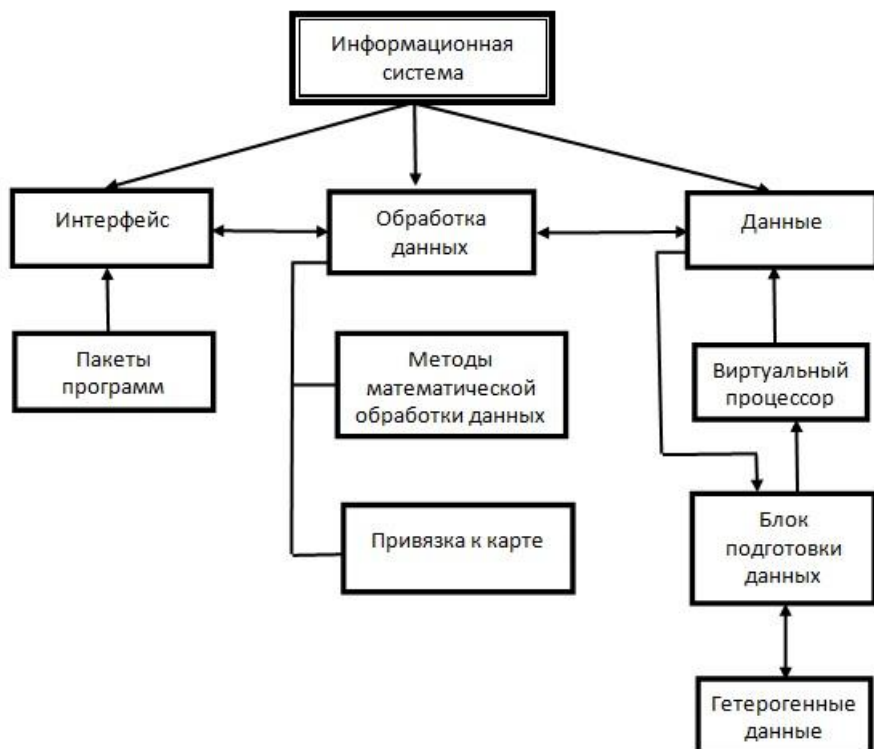 Информационная
система
Интерфейс
Обработка
данных
Данные
Пакеты
программ
Методы
математической
обработки данных
Виртуальный
процессор
Привязка к карте
Блок
подготовки
данных
Гетерогенные
данные